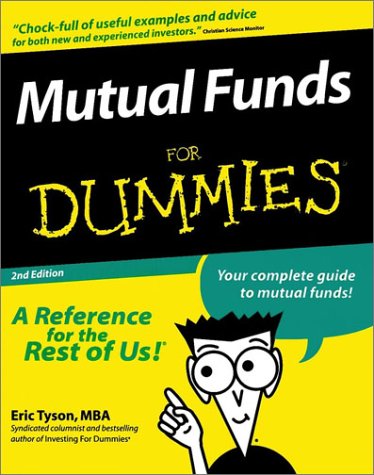 "Chock-full of useful examples and advice
for both new and experienced investors." Christian Science Monitor
Mutual Funds
FOR
DUMMIES®
2nd Edition
Your complete guide
to mutual funds!
A Reference
for the
Rest of Us!®
Eric Tyson, MBA
Syndicated columnist and bestselling
author of Investing For Dummies®